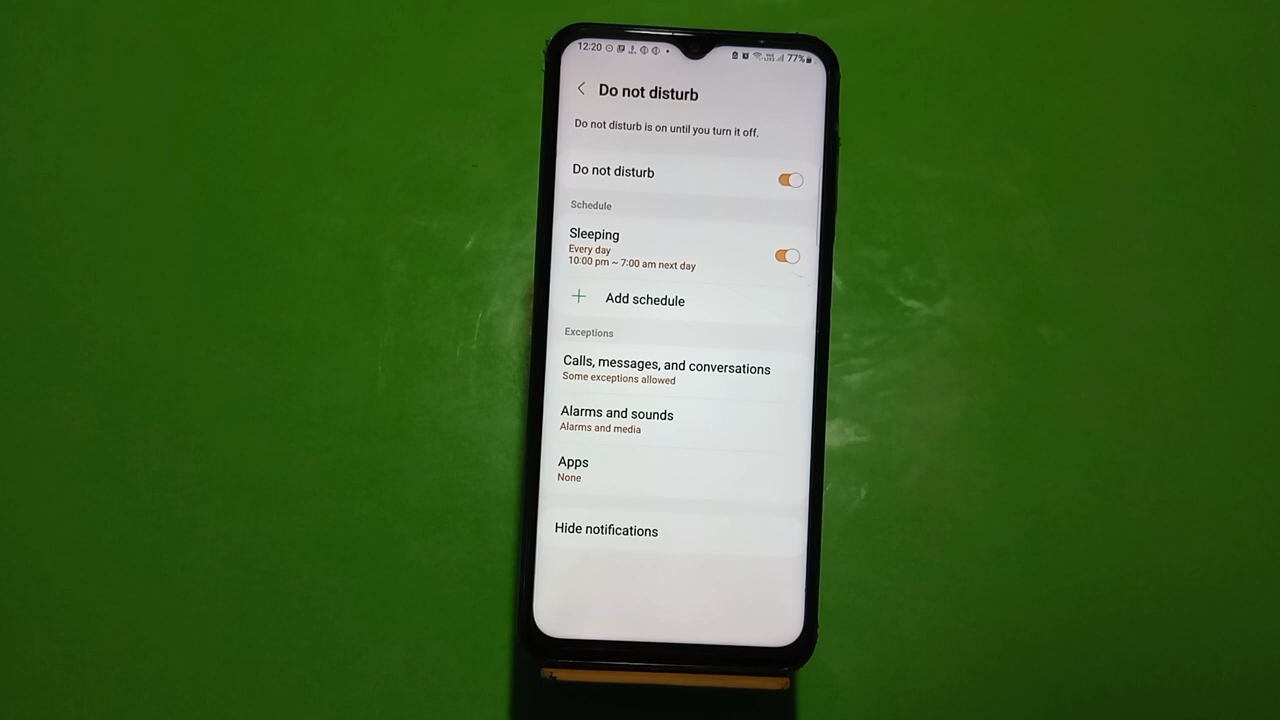 12:20
77%
Do not disturb
Do not disturb is on until you turn it off.
Do not disturb
Schedule
Sleeping
Every day
10:00 pm ~ 7:00 am next day
Add schedule
Exceptions
Calls, messages, and conversations
Some exceptions allowed
Alarms and sounds
Alarms and media
Apps
None
Hide notifications